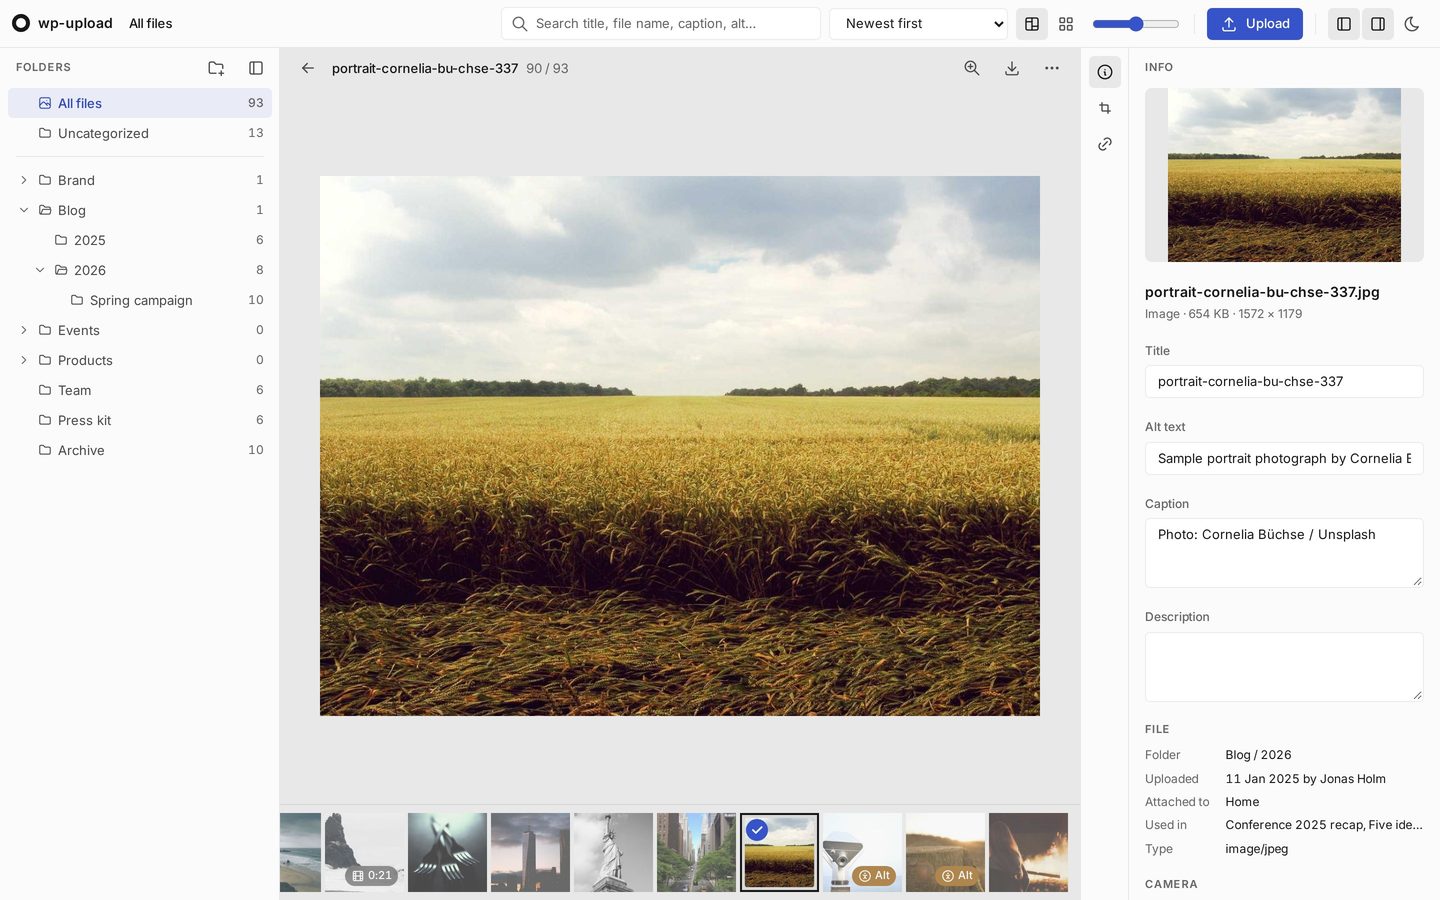 wp-upload
All files
Search title, file name, caption, alt...
Newest first
Upload
FOLDERS
All files 93
Uncategorized 13
Brand 1
Blog 1
2025 6
2026 8
Spring campaign 10
Events 0
Products 0
Team 6
Press kit 6
Archive 10
portrait-cornelia-bu-chse-337 90 / 93
0:21
Alt
Alt
INFO
portrait-cornelia-bu-chse-337.jpg
Image · 654 KB · 1572 × 1179
Title
portrait-cornelia-bu-chse-337
Alt text
Sample portrait photograph by Cornelia
Caption
Photo: Cornelia Büchse / Unsplash
Description
FILE
Folder Blog / 2026
Uploaded 11 Jan 2025 by Jonas Holm
Attached to Home
Used in Conference 2025 recap, Five ide...
Type image/jpeg
CAMERA